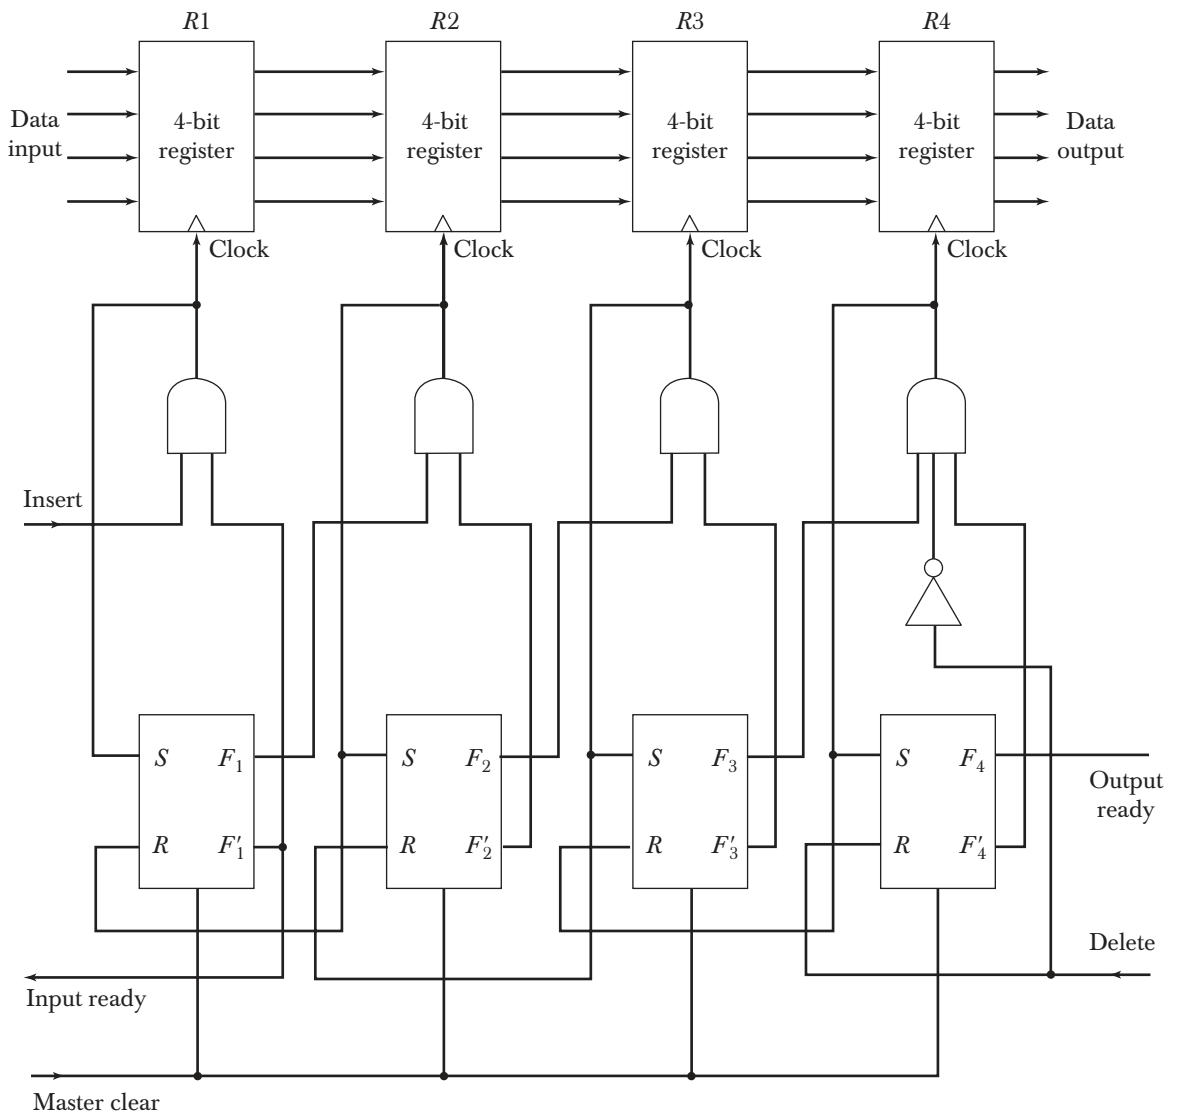 R1 R2 R3 R4
Data
input
4-bit
register
4-bit
register
4-bit
register
4-bit
register
Data
output
Clock Clock Clock Clock
Insert
S F₁
R F′₁
S F₂
R F′₂
S F₃
R F′₃
S F₄
R F′₄
Output
ready
Delete
Input ready
Master clear